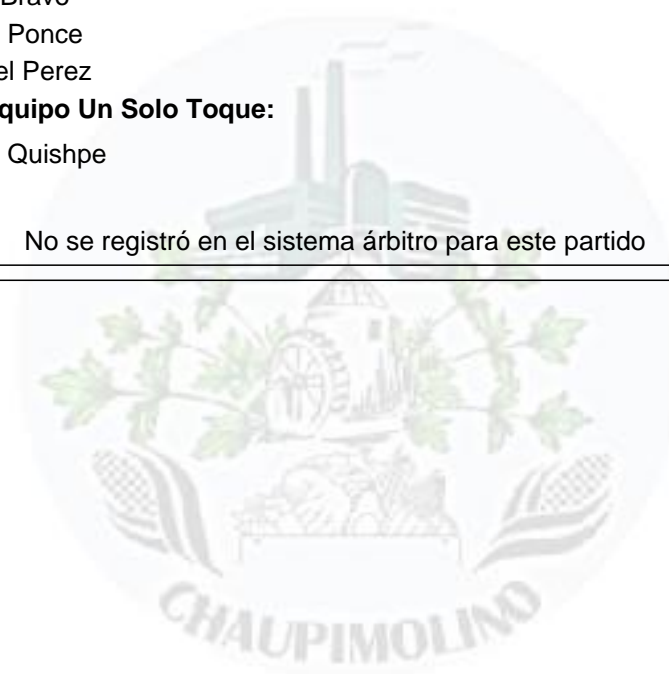 Bravo
Ponce
el Perez
quipo Un Solo Toque:
Quishpe
No se registró en el sistema árbitro para este partido
CHAUPIMOLINO